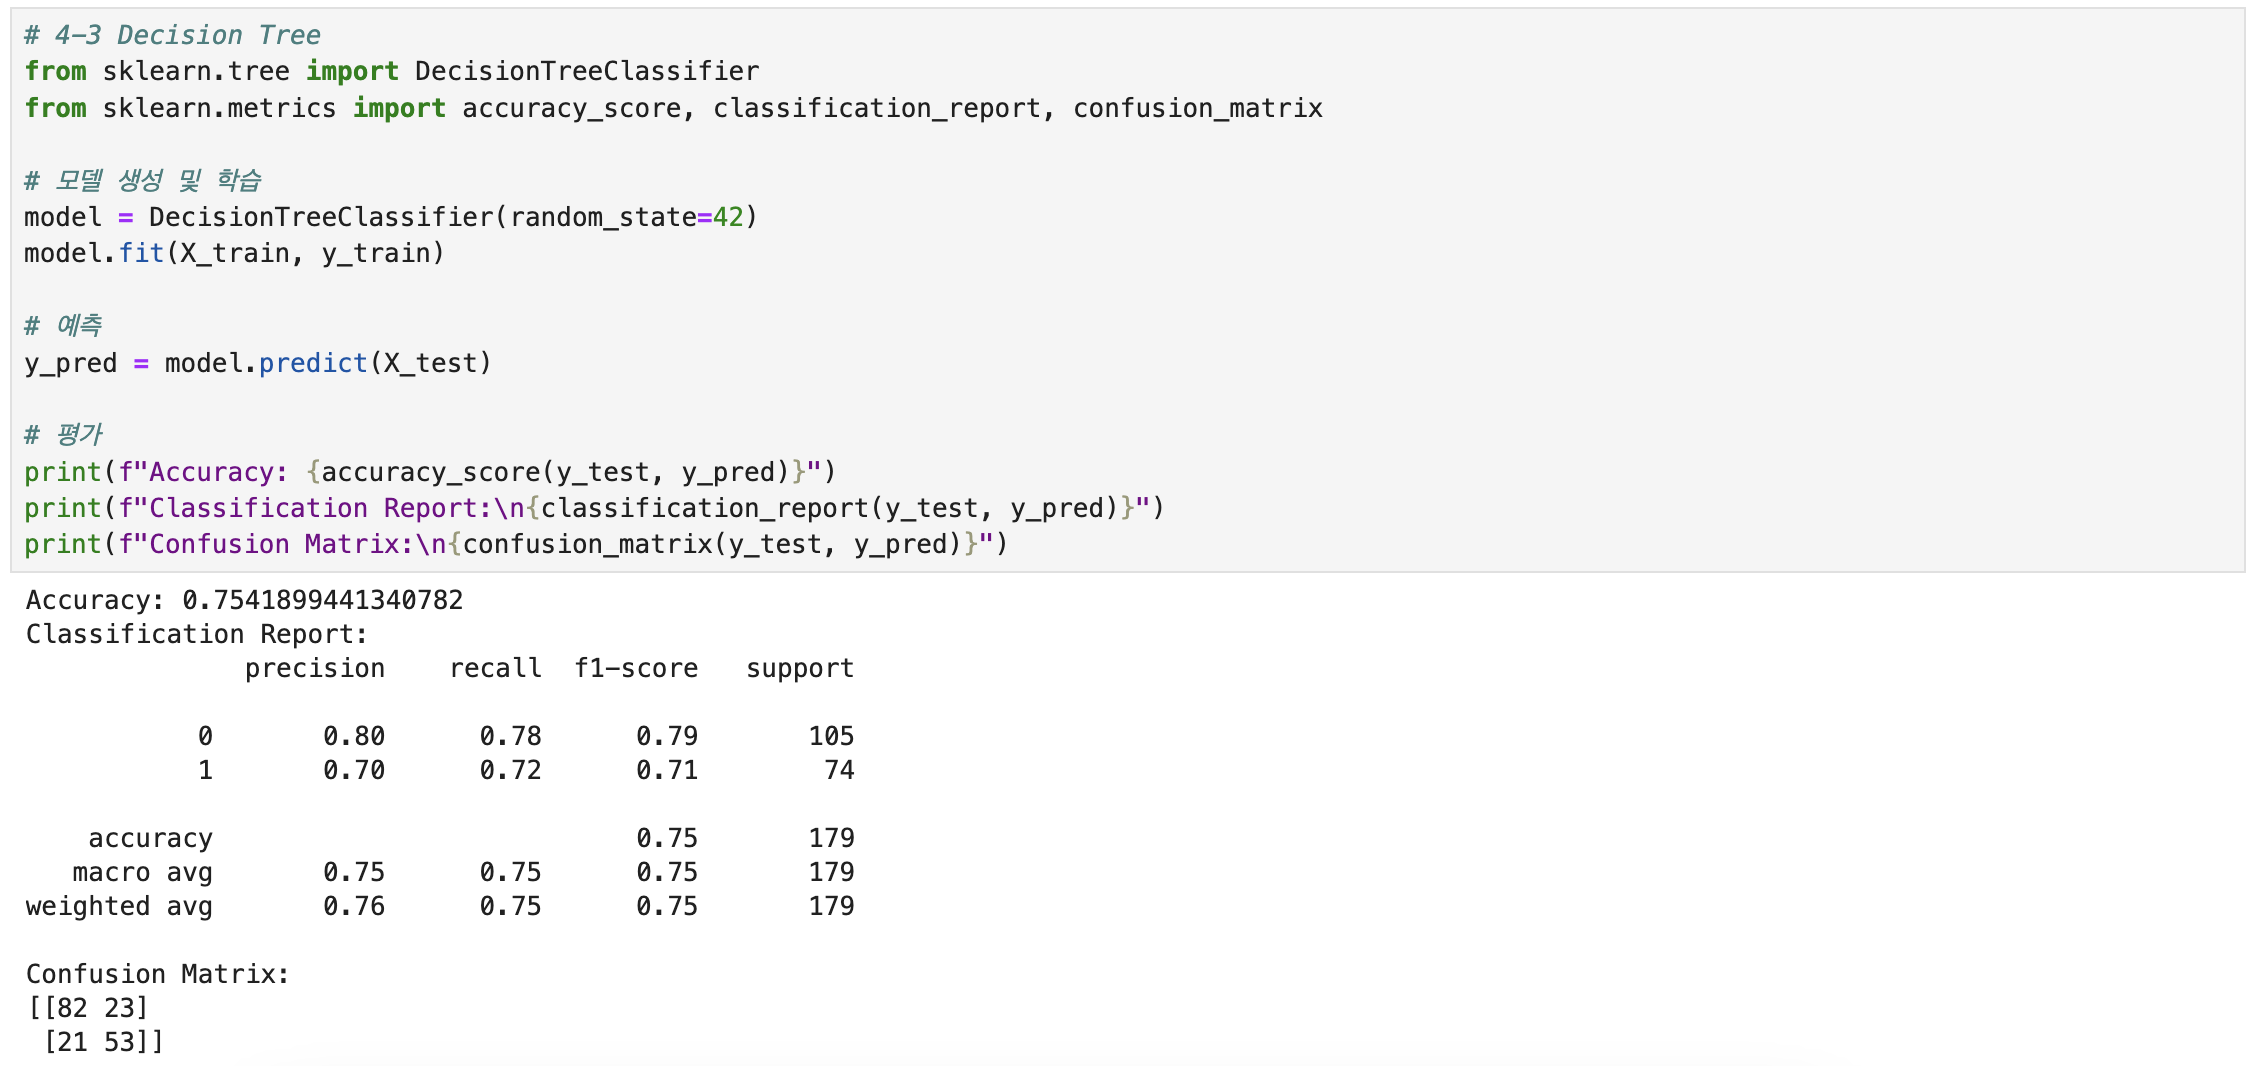 # 4-3 Decision Tree
from sklearn.tree import DecisionTreeClassifier
from sklearn.metrics import accuracy_score, classification_report, confusion_matrix
# 모델 생성 및 학습
model = DecisionTreeClassifier(random_state=42)
model.fit(X_train, y_train)
# 예측
y_pred = model.predict(X_test)
# 평가
print(f"Accuracy: {accuracy_score(y_test, y_pred)}")
print(f"Classification Report:\n{classification_report(y_test, y_pred)}")
print(f"Confusion Matrix:\n{confusion_matrix(y_test, y_pred)}")
Accuracy: 0.7541899441340782
Classification Report:
precision recall f1-score support
0 0.80 0.78 0.79 105
1 0.70 0.72 0.71 74
accuracy 0.75 179
macro avg 0.75 0.75 0.75 179
weighted avg 0.76 0.75 0.75 179
Confusion Matrix:
[[82 23]
[21 53]]